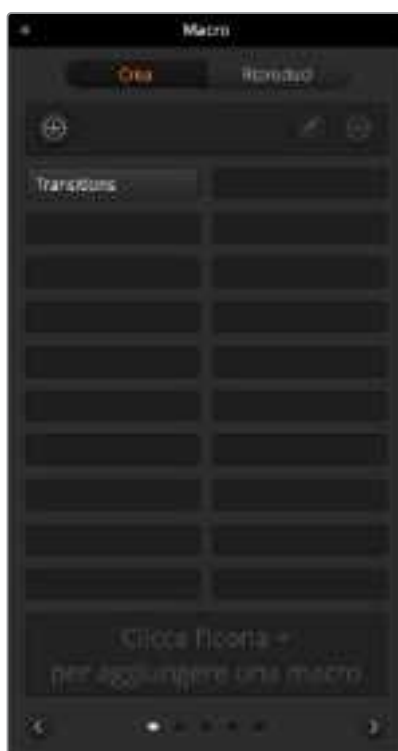 Macro
Crea Riproduci
Transitions
Clicca l'icona +
per aggiungere una macro